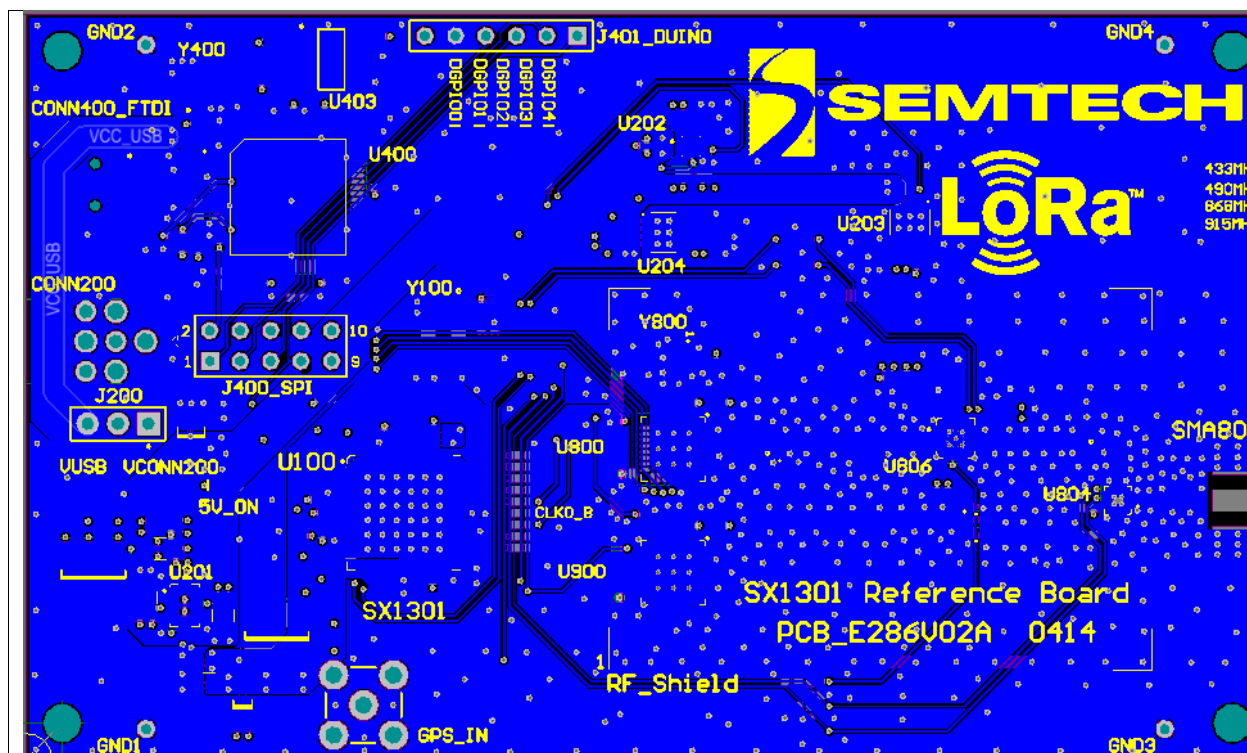 GND2
Y400
J401_DUINO
GND4
DGPIO0
DGPIO1
DGPIO2
DGPIO3
DGPIO4
U403
CONN400_FTDI
VCC_USB
U400
U202
SEMTECH
LoRa™
433MH
490MH
868MH
915MH
U203
U204
VCC_USB
CONN200
Y100
2
10
1
9
J400_SPI
J200
VUSB
VCONN200
5V_ON
U100
U800
CLKO_B
U806
SMA80
U804
U201
U900
SX1301
SX1301 Reference Board
PCB_E286V02A 0414
1
RF_Shield
GPS_IN
GND1
GND3